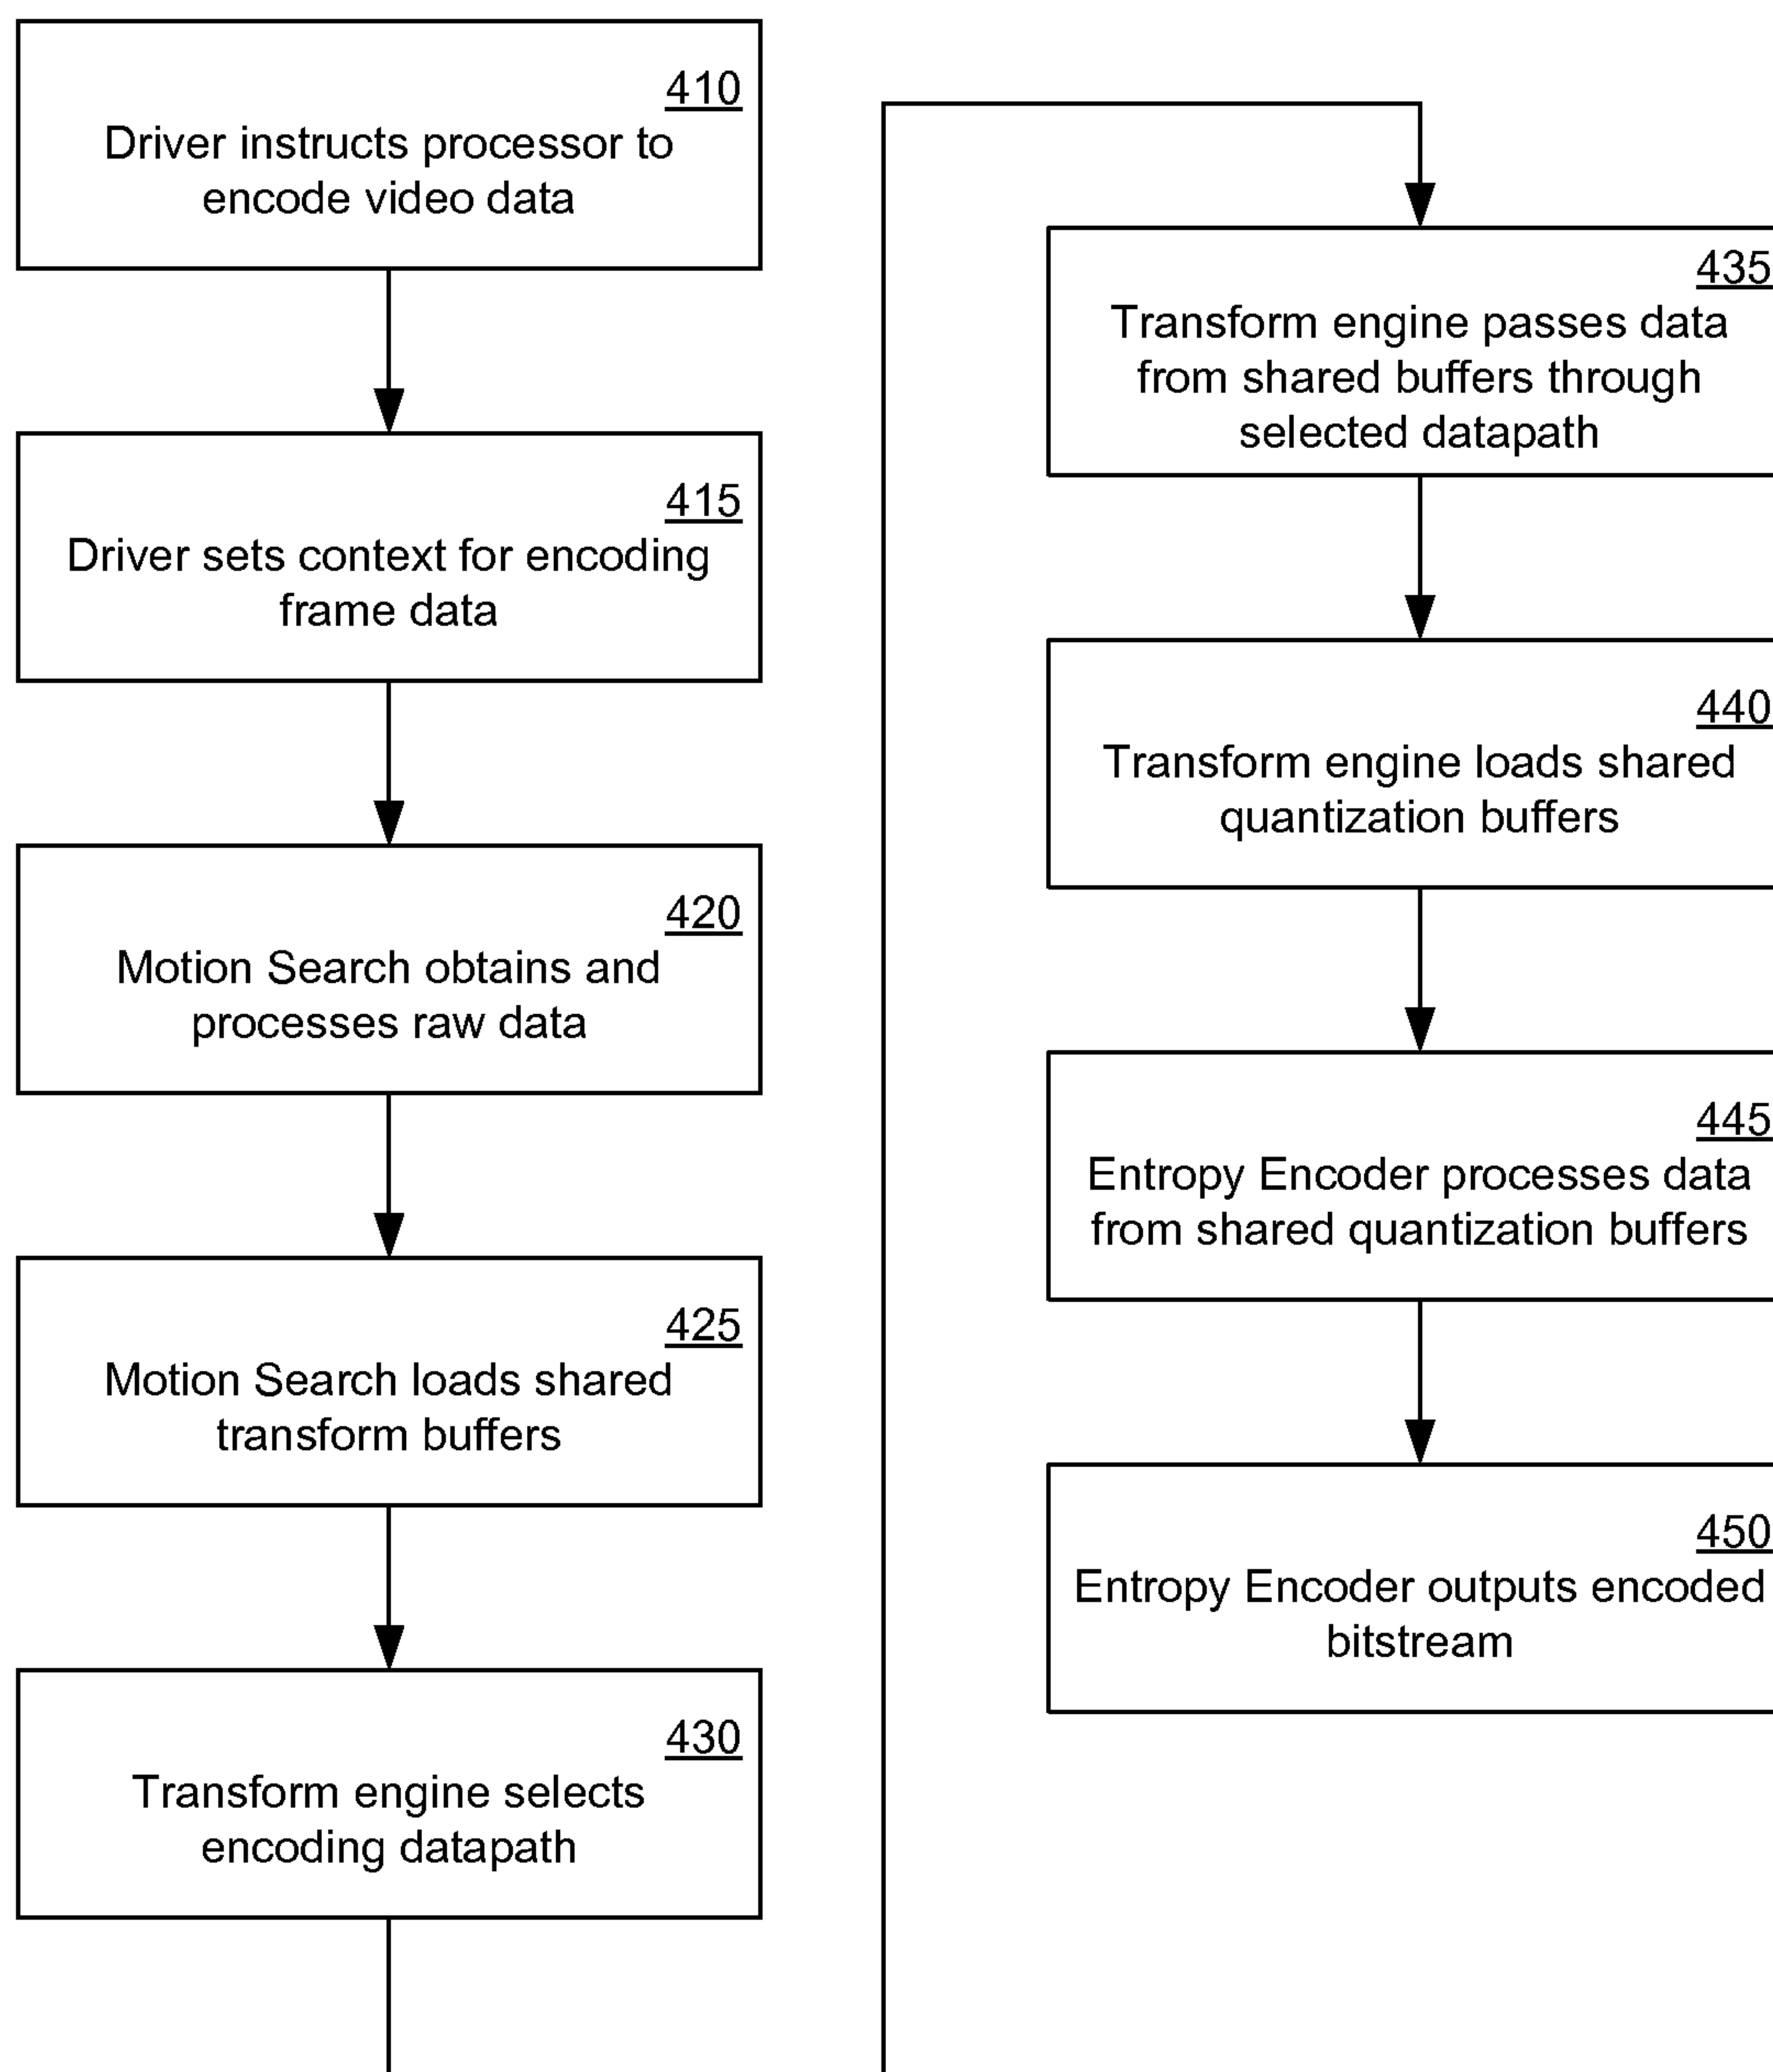 410
Driver instructs processor to
encode video data
415
Driver sets context for encoding
frame data
420
Motion Search obtains and
processes raw data
425
Motion Search loads shared
transform buffers
430
Transform engine selects
encoding datapath
435
Transform engine passes data
from shared buffers through
selected datapath
440
Transform engine loads shared
quantization buffers
445
Entropy Encoder processes data
from shared quantization buffers
450
Entropy Encoder outputs encoded
bitstream